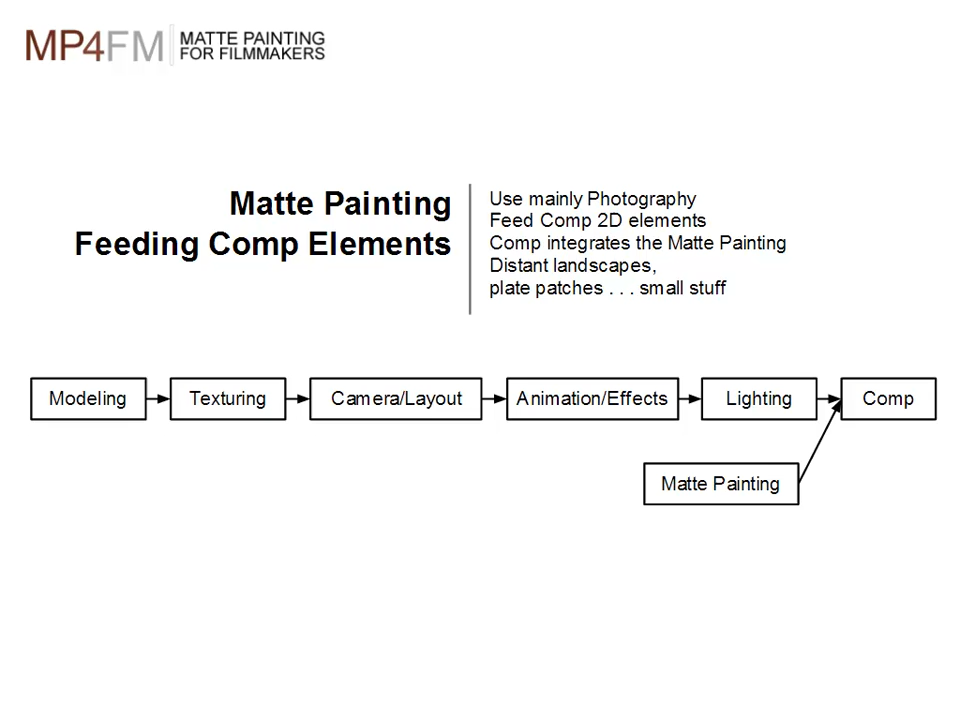 MP4FM
MATTE PAINTING
FOR FILMMAKERS
Matte Painting
Feeding Comp Elements
Use mainly Photography
Feed Comp 2D elements
Comp integrates the Matte Painting
Distant landscapes,
plate patches . . . small stuff
Modeling
Texturing
Camera/Layout
Animation/Effects
Lighting
Comp
Matte Painting